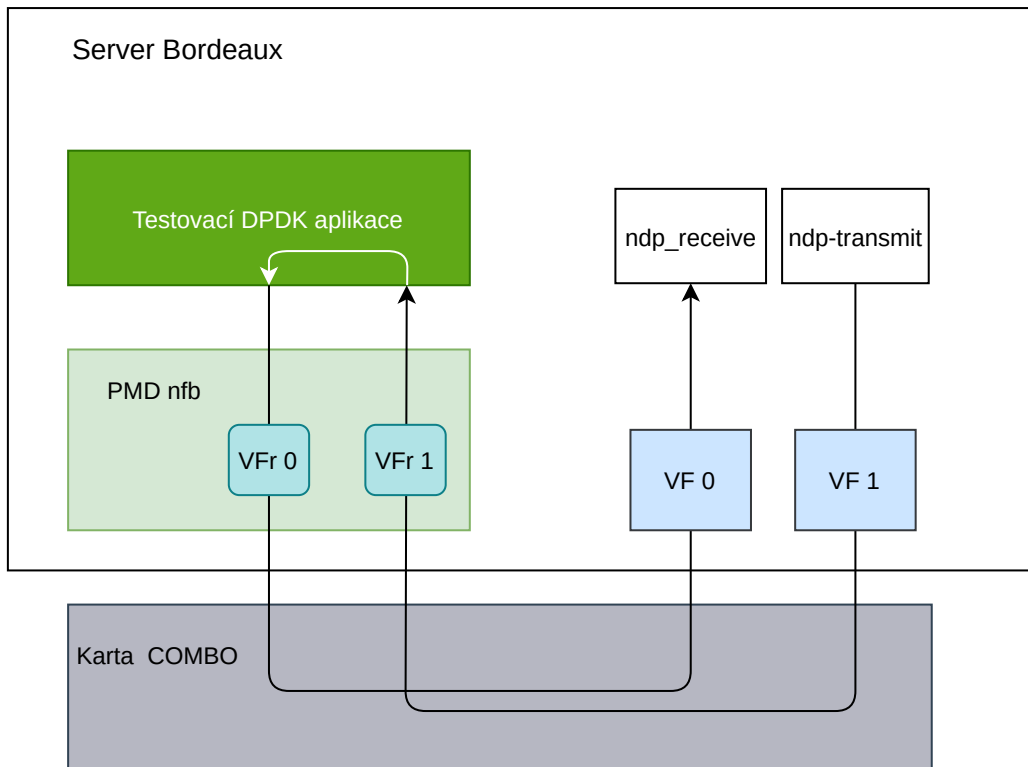 Server Bordeaux
Testovací DPDK aplikace
ndp_receive
ndp-transmit
PMD nfb
VFr 0
VFr 1
VF 0
VF 1
Karta  COMBO